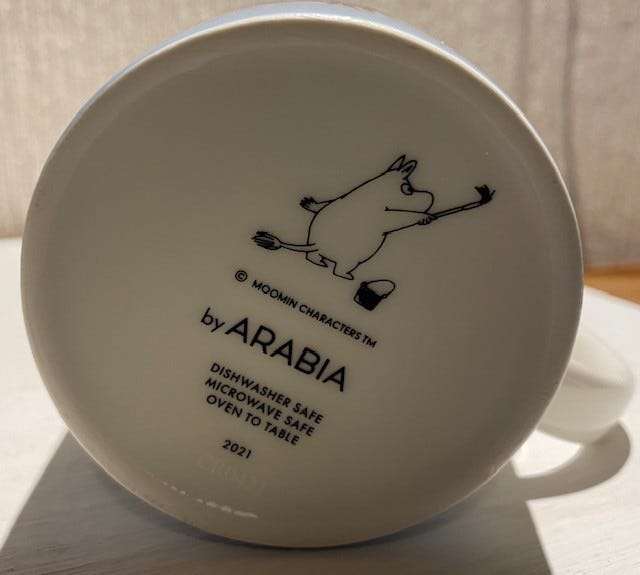 © MOOMIN CHARACTERS™
by ARABIA
DISHWASHER SAFE
MICROWAVE SAFE
OVEN TO TABLE
2021